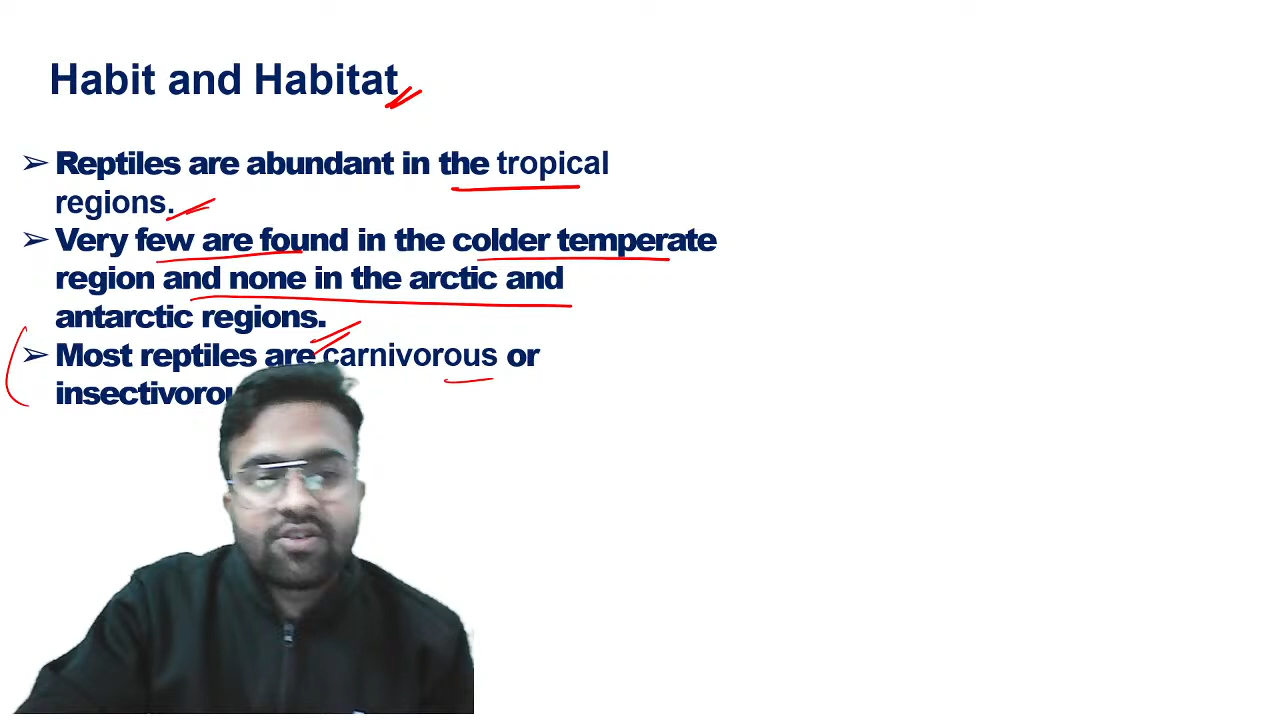 Habit and Habitat
➢ Reptiles are abundant in the tropical
regions.
➢ Very few are found in the colder temperate
region and none in the arctic and
antarctic regions.
➢ Most reptiles are carnivorous or